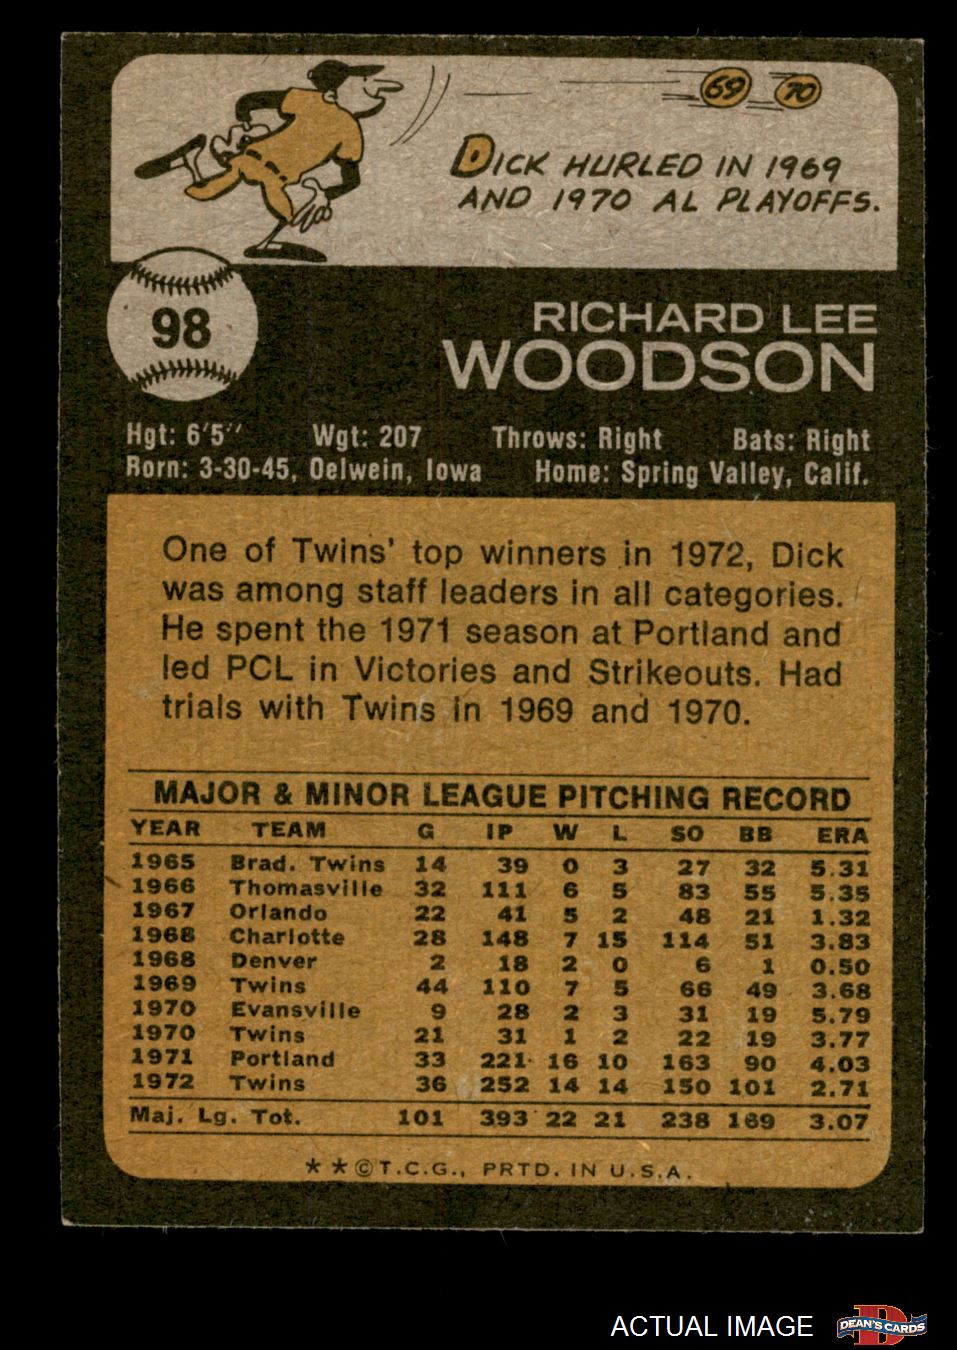 69 70
DICK HURLED IN 1969
AND 1970 AL PLAYOFFS.
98
RICHARD LEE
WOODSON
Hgt: 6'5" Wgt: 207 Throws: Right Bats: Right
Born: 3-30-45, Oelwein, Iowa Home: Spring Valley, Calif.
One of Twins' top winners in 1972, Dick
was among staff leaders in all categories.
He spent the 1971 season at Portland and
led PCL in Victories and Strikeouts. Had
trials with Twins in 1969 and 1970.
MAJOR & MINOR LEAGUE PITCHING RECORD
YEAR TEAM G IP W L SO BB ERA
1965 Brad. Twins 14 39 0 3 27 32 5.31
1966 Thomasville 32 111 6 5 83 55 5.35
1967 Orlando 22 41 5 2 48 21 1.32
1968 Charlotte 28 148 7 15 114 51 3.83
1968 Denver 2 18 2 0 6 1 0.50
1969 Twins 44 110 7 5 66 49 3.68
1970 Evansville 9 28 2 3 31 19 5.79
1970 Twins 21 31 1 2 22 19 3.77
1971 Portland 33 221 16 10 163 90 4.03
1972 Twins 36 252 14 14 150 101 2.71
Maj. Lg. Tot. 101 393 22 21 238 169 3.07
* * © T.C.G., PRTD. IN U.S.A.
ACTUAL IMAGE DEAN'S CARDS